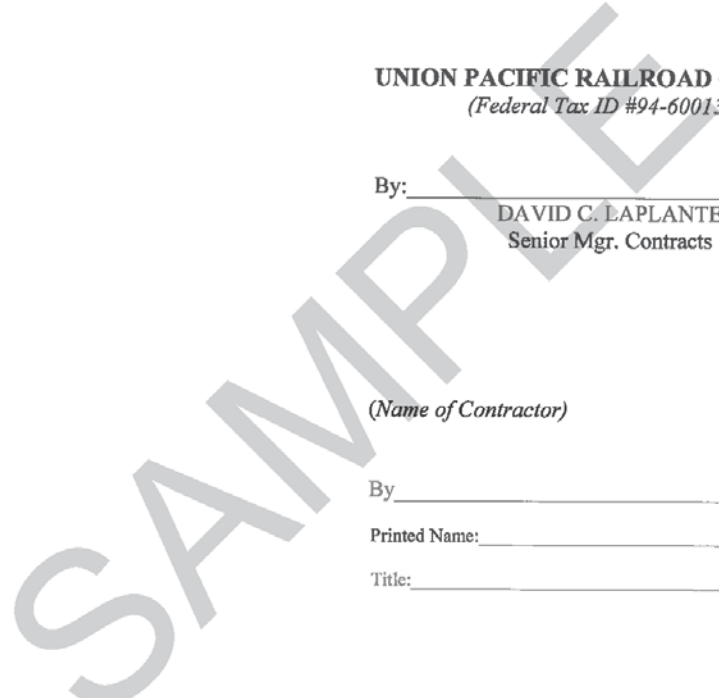 UNION PACIFIC RAILROAD
(Federal Tax ID #94-60013
By:
DAVID C. LAPLANTE
Senior Mgr. Contracts
(Name of Contractor)
By
Printed Name:
Title:
SAMPLE